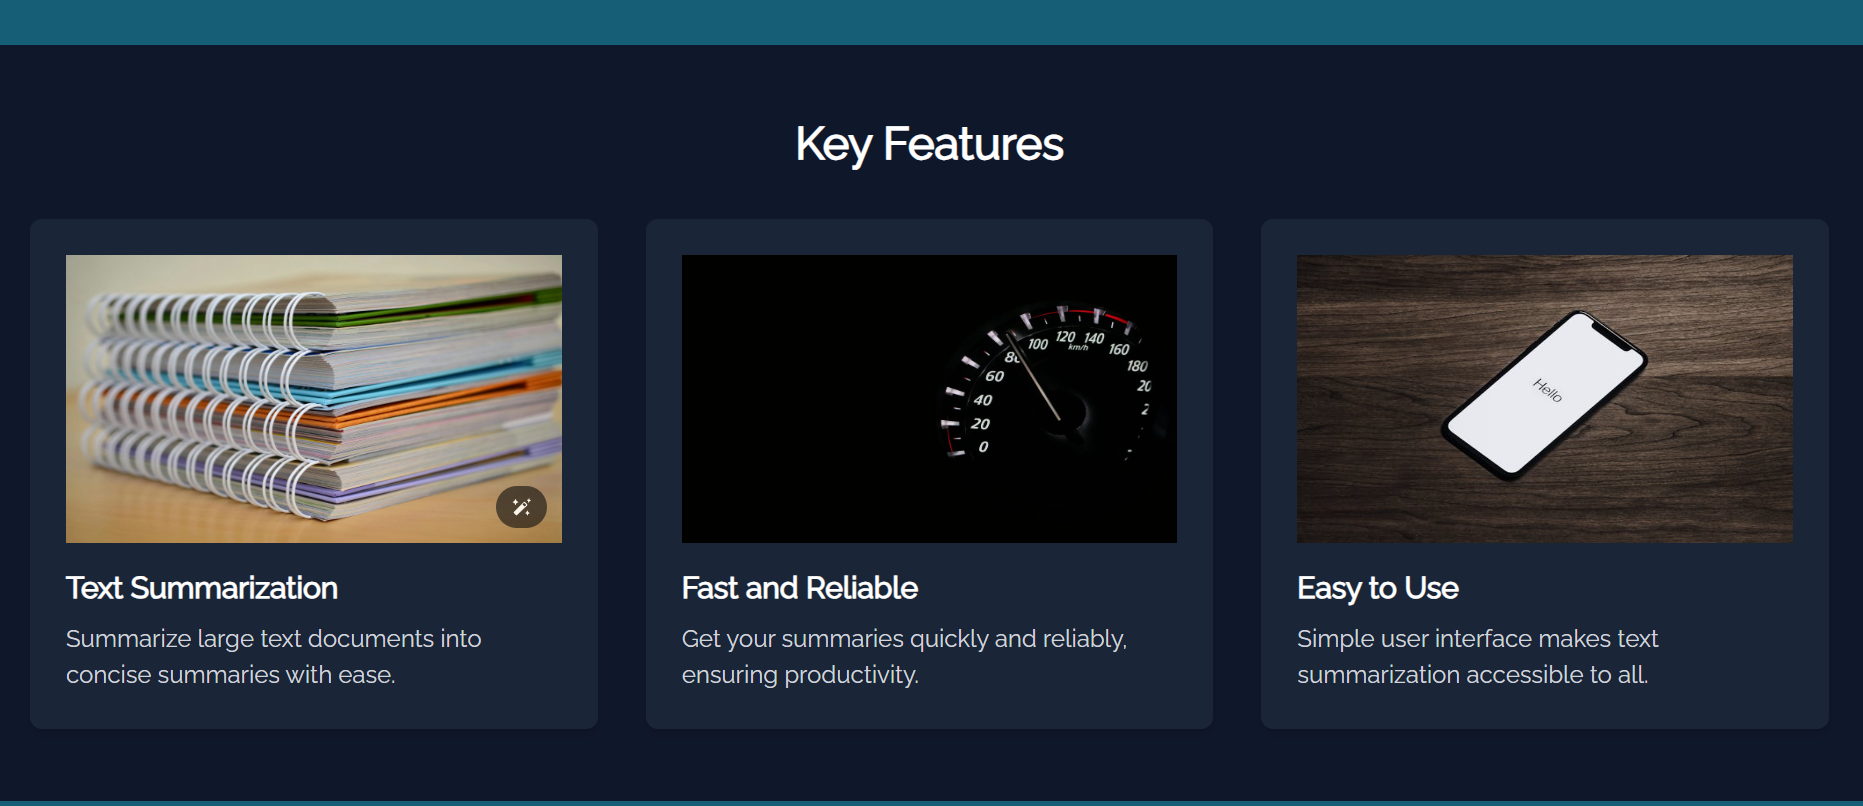 Key Features
100
120
140
km/h
160
180
80
60
40
20
0
Hello
Text Summarization
Summarize large text documents into
concise summaries with ease.
Fast and Reliable
Get your summaries quickly and reliably,
ensuring productivity.
Easy to Use
Simple user interface makes text
summarization accessible to all.